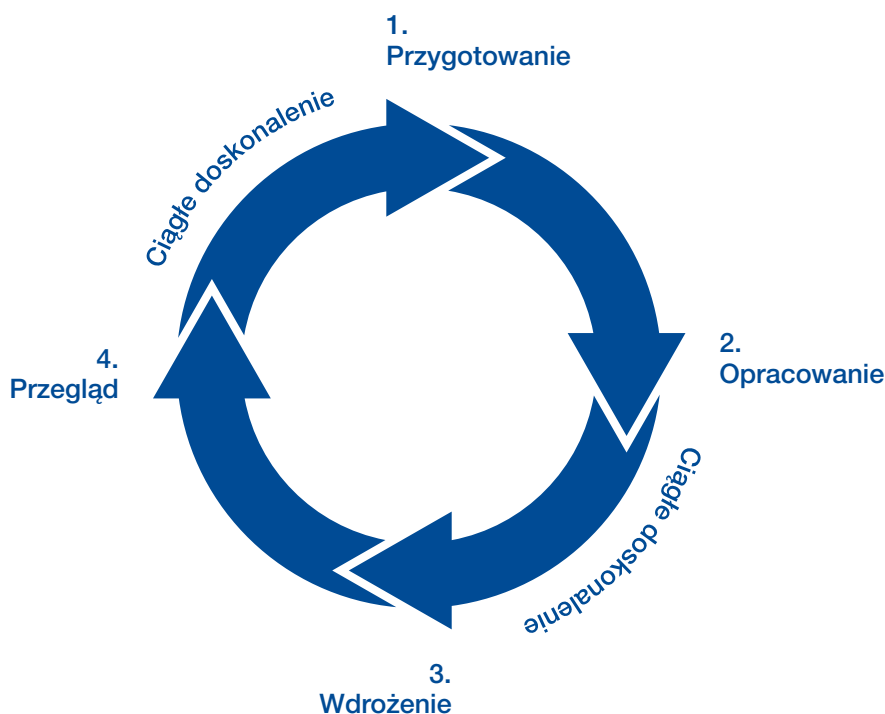 1.
Przygotowanie
Ciągłe doskonalenie
2.
Opracowanie
4.
Przegląd
Ciągłe doskonalenie
3.
Wdrożenie